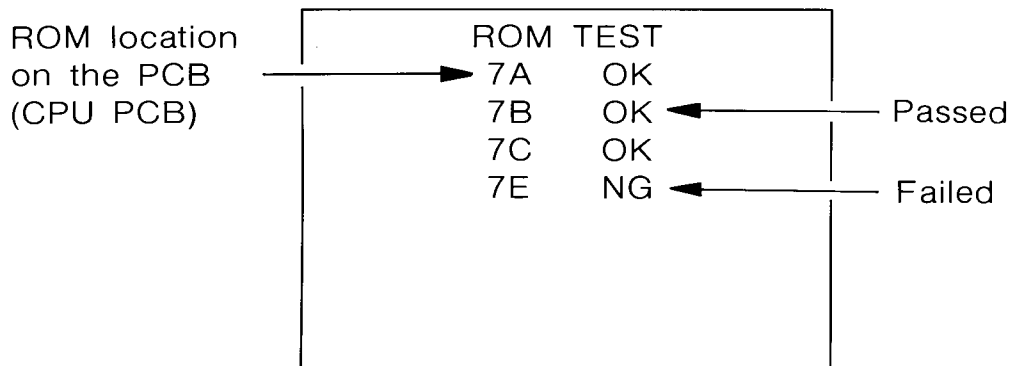 ROM location
on the PCB
(CPU PCB)
ROM TEST
7A OK
7B OK
7C OK
7E NG
Passed
Failed